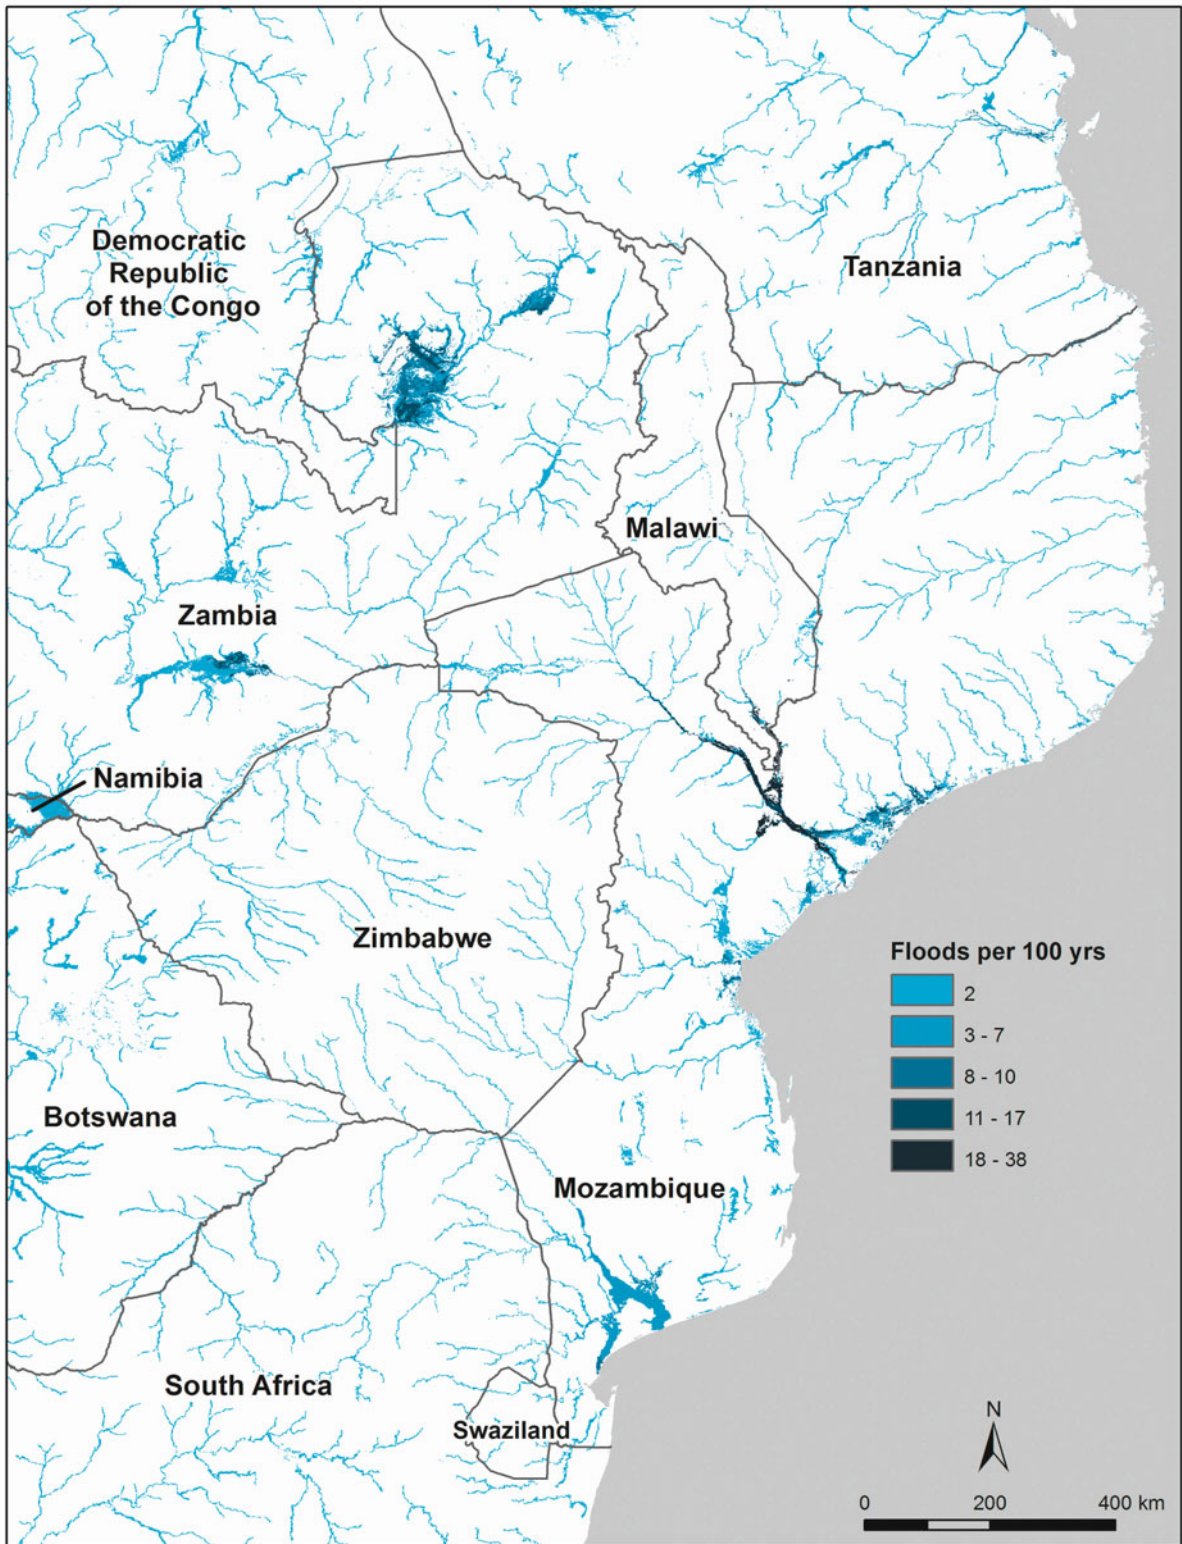 Democratic
Republic
of the Congo
Tanzania
Malawi
Zambia
Namibia
Zimbabwe
Floods per 100 yrs
2
3 - 7
8 - 10
11 - 17
18 - 38
Botswana
Mozambique
South Africa
Swaziland
N
0 200 400 km